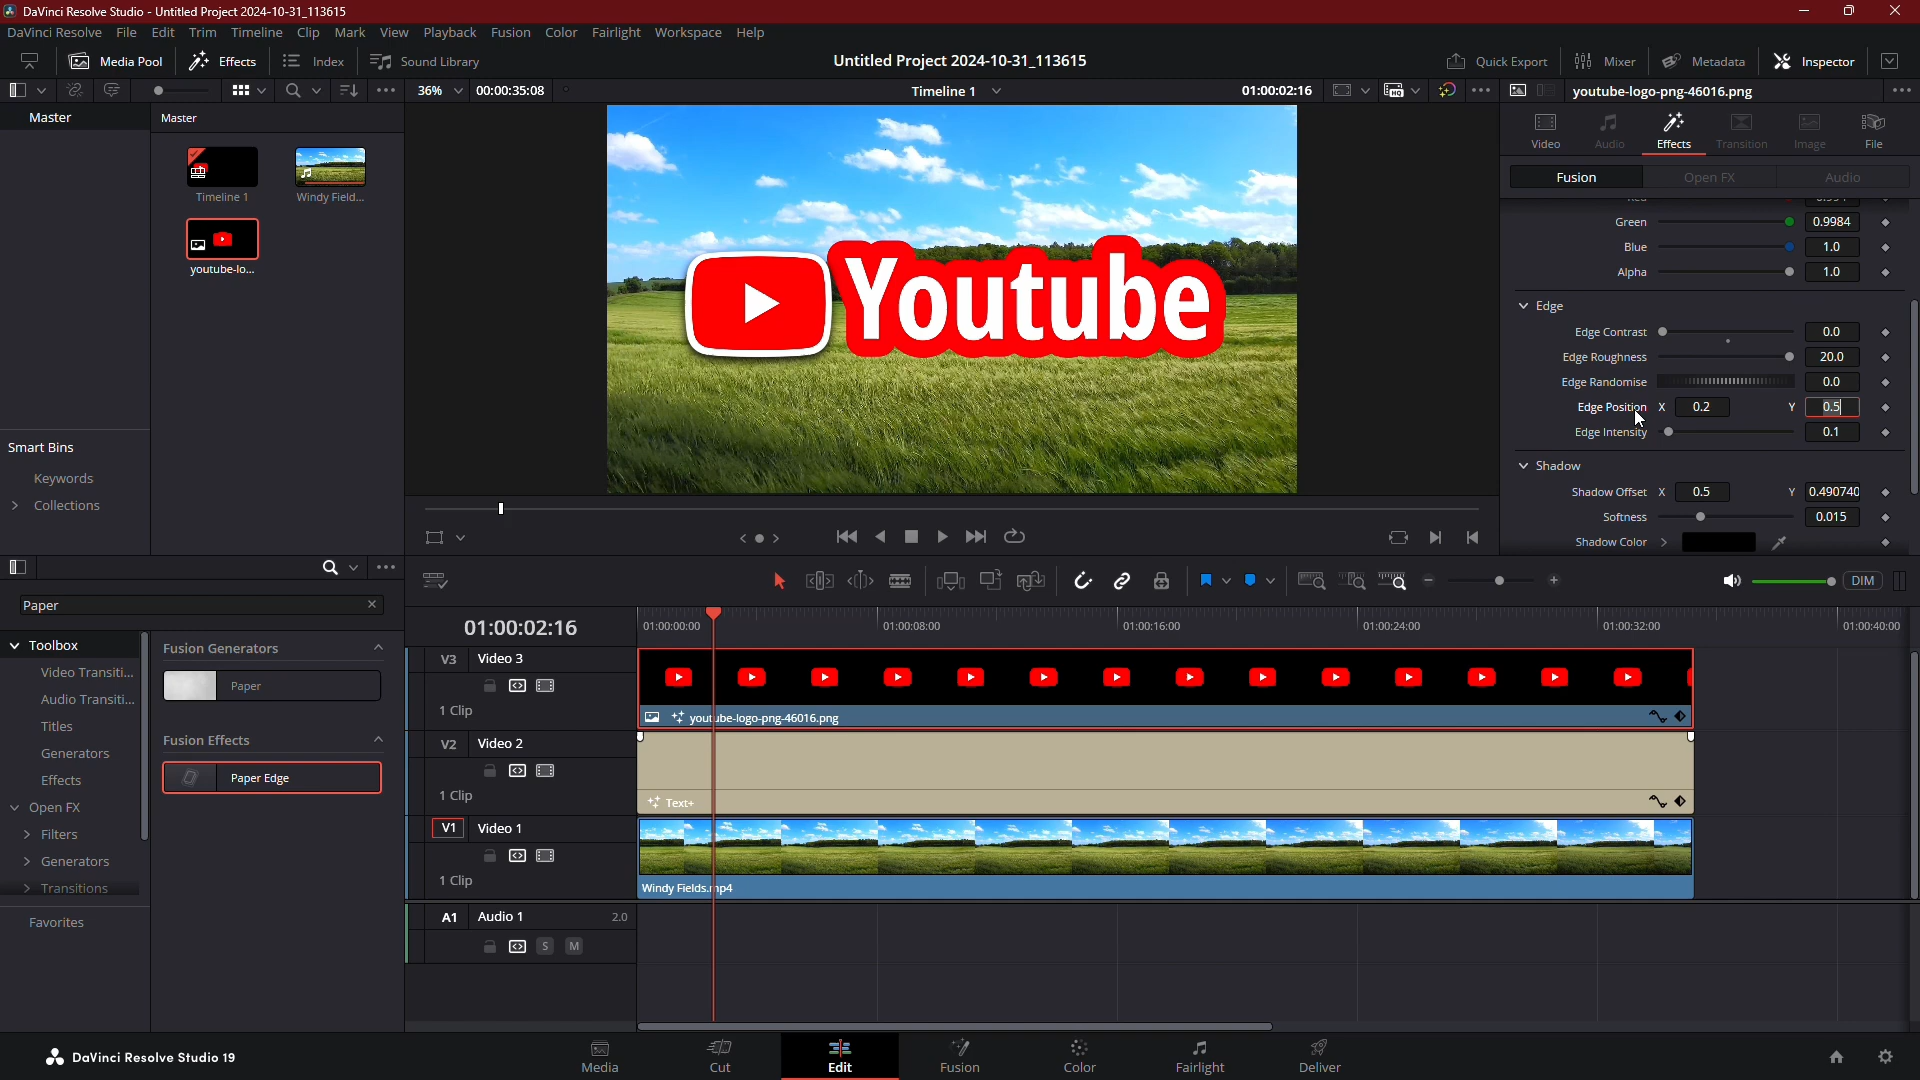 DaVinci Resolve Studio - Untitled Project 2024-10-31_113615
DaVinci Resolve File Edit Trim Timeline Clip Mark View Playback Fusion Color Fairlight Workspace Help
Media Pool Effects Index Sound Library Untitled Project 2024-10-31_113615 Quick Export Mixer Metadata Inspector
36% 00:00:35:08 Timeline 1 01:00:02:16 youtube-logo-png-46016.png
Master Master
Video Audio Effects Transition Image File
Fusion Open FX Audio
Timeline 1 Windy Field...
youtube-lo...
Youtube
Green 0.9984
Blue 1.0
Alpha 1.0
Edge
Edge Contrast 0.0
Edge Roughness 20.0
Edge Randomise 0.0
Edge Position X 0.2 Y 0.5
Edge Intensity 0.1
Shadow
Shadow Offset X 0.5 Y 0.490740
Softness 0.015
Shadow Color
Smart Bins
Keywords
Collections
DIM
Paper
Toolbox
Video Transiti...
Audio Transiti...
Titles
Generators
Effects
Open FX
Filters
Generators
Transitions
Favorites
Fusion Generators
Paper
Fusion Effects
Paper Edge
01:00:02:16 01:00:00:00 01:00:08:00 01:00:16:00 01:00:24:00 01:00:32:00 01:00:40:00
V3 Video 3
1 Clip
youtube-logo-png-46016.png
V2 Video 2
1 Clip
Text+
V1 Video 1
1 Clip
Windy Fields.mp4
A1 Audio 1 2.0
S M
DaVinci Resolve Studio 19
Media Cut Edit Fusion Color Fairlight Deliver